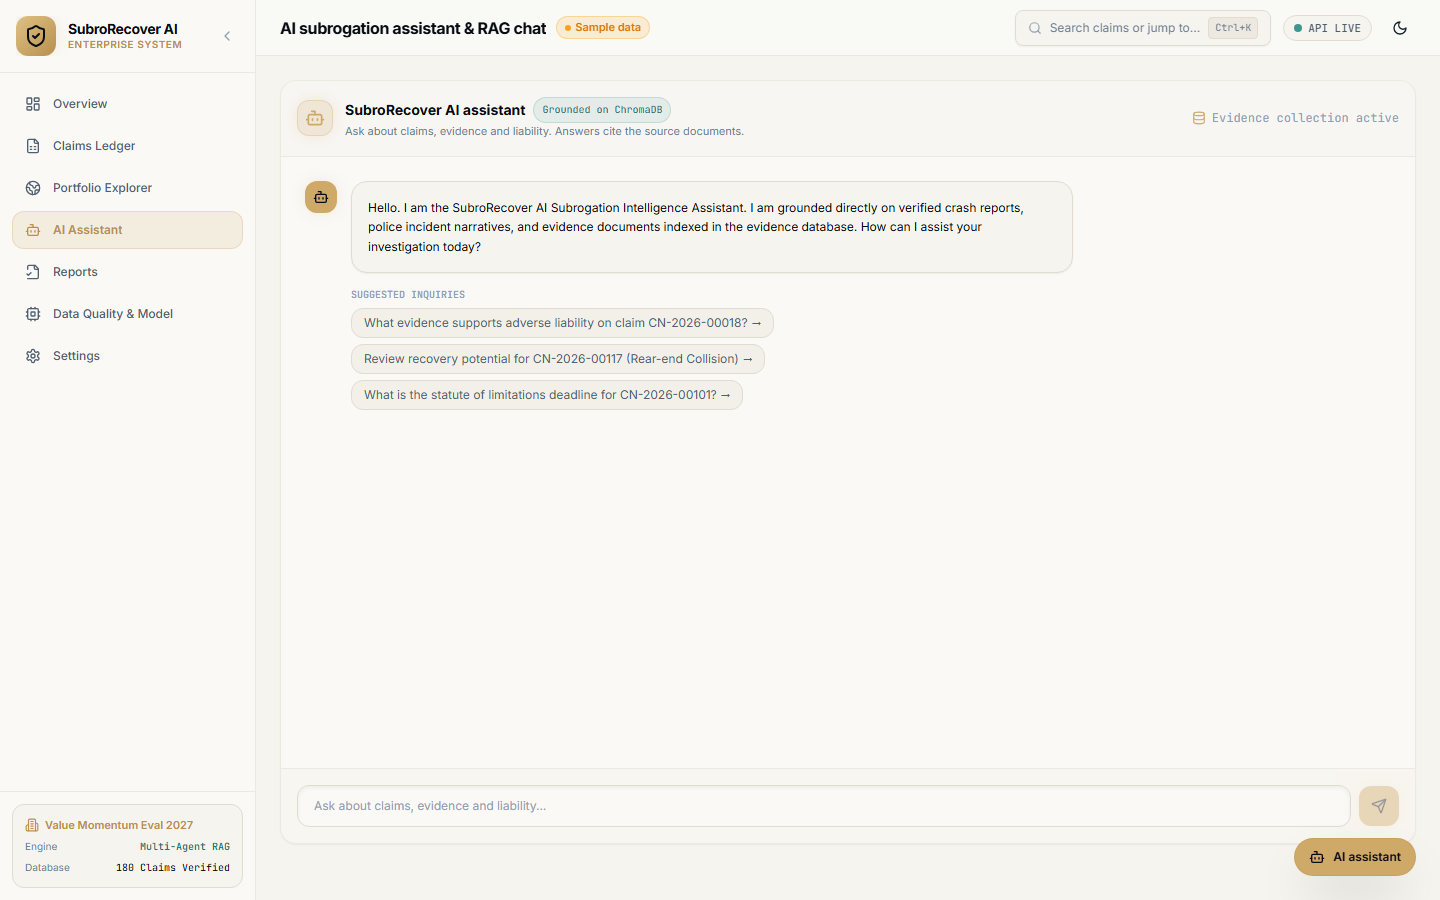 SubroRecover AI
ENTERPRISE SYSTEM
Overview
Claims Ledger
Portfolio Explorer
AI Assistant
Reports
Data Quality & Model
Settings
Value Momentum Eval 2027
Engine Multi-Agent RAG
Database 180 Claims Verified
AI subrogation assistant & RAG chat
Sample data
Search claims or jump to...
Ctrl+K
API LIVE
SubroRecover AI assistant
Grounded on ChromaDB
Ask about claims, evidence and liability. Answers cite the source documents.
Evidence collection active
Hello. I am the SubroRecover AI Subrogation Intelligence Assistant. I am grounded directly on verified crash reports,
police incident narratives, and evidence documents indexed in the evidence database. How can I assist your
investigation today?
SUGGESTED INQUIRIES
What evidence supports adverse liability on claim CN-2026-00018? →
Review recovery potential for CN-2026-00117 (Rear-end Collision) →
What is the statute of limitations deadline for CN-2026-00101? →
Ask about claims, evidence and liability...
AI assistant